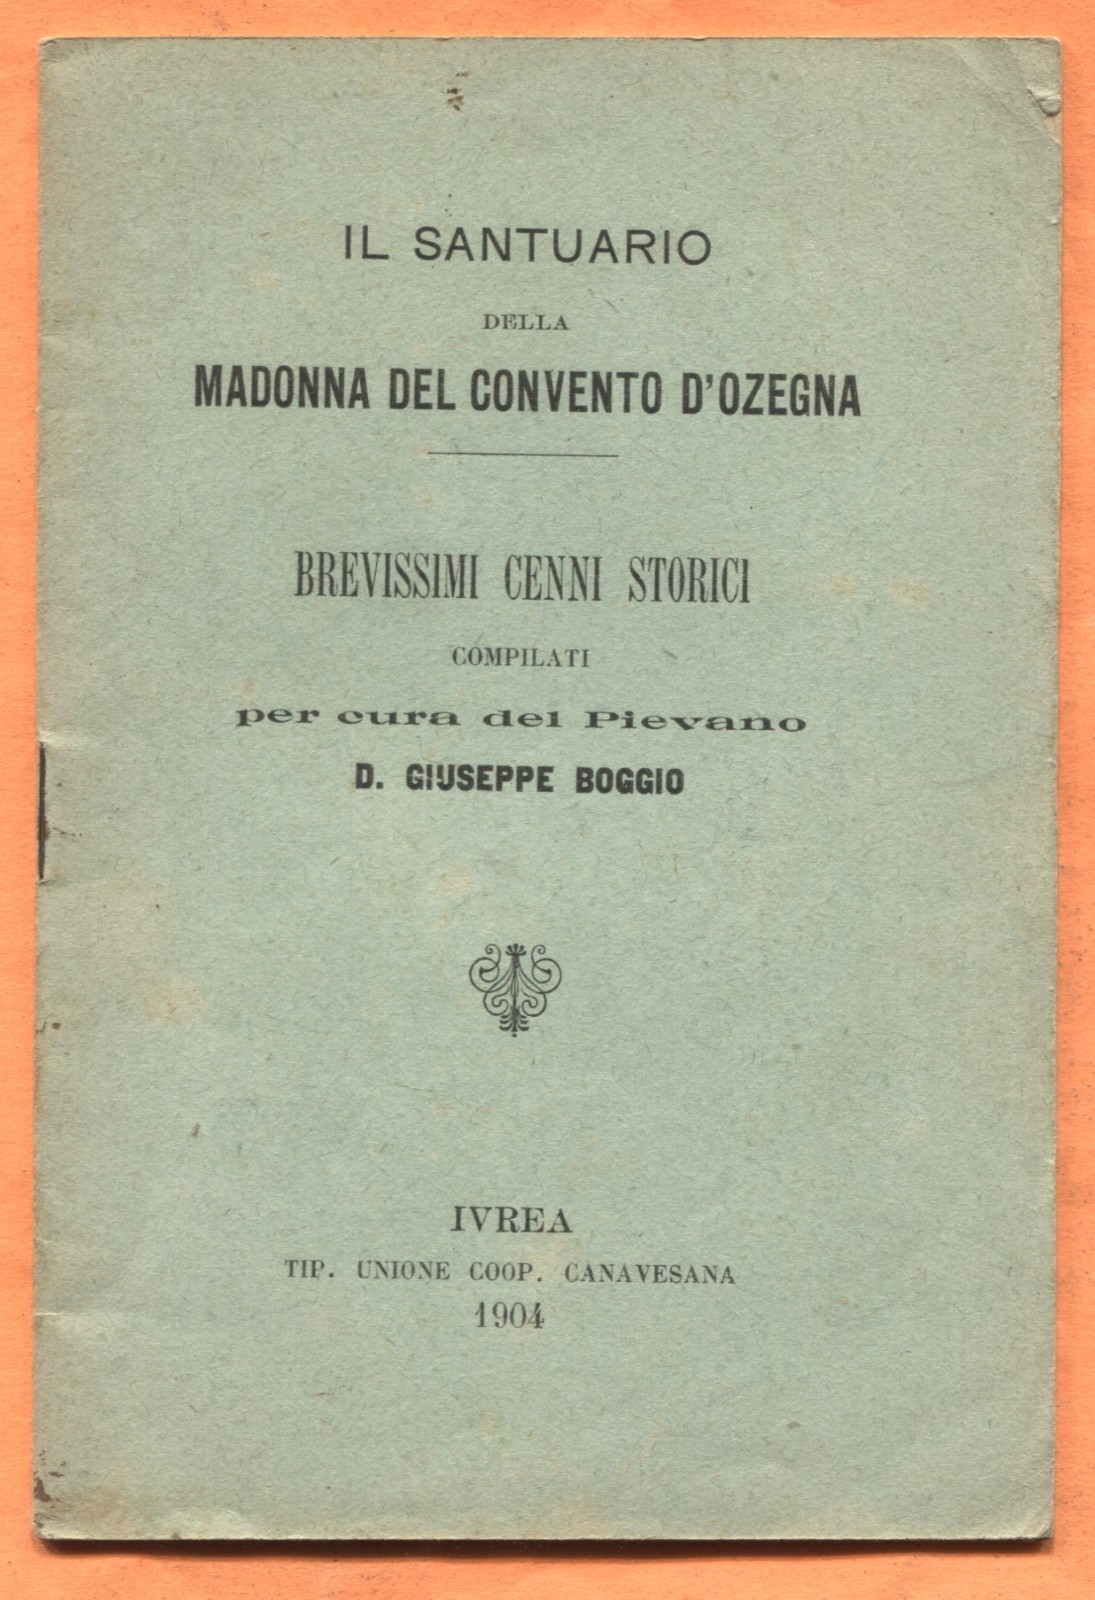 IL SANTUARIO
DELLA
MADONNA DEL CONVENTO D'OZEGNA
BREVISSIMI CENNI STORICI
COMPILATI
per cura del Pievano
D. GIUSEPPE BOGGIO
IVREA
TIP. UNIONE COOP. CANAVESANA
1904